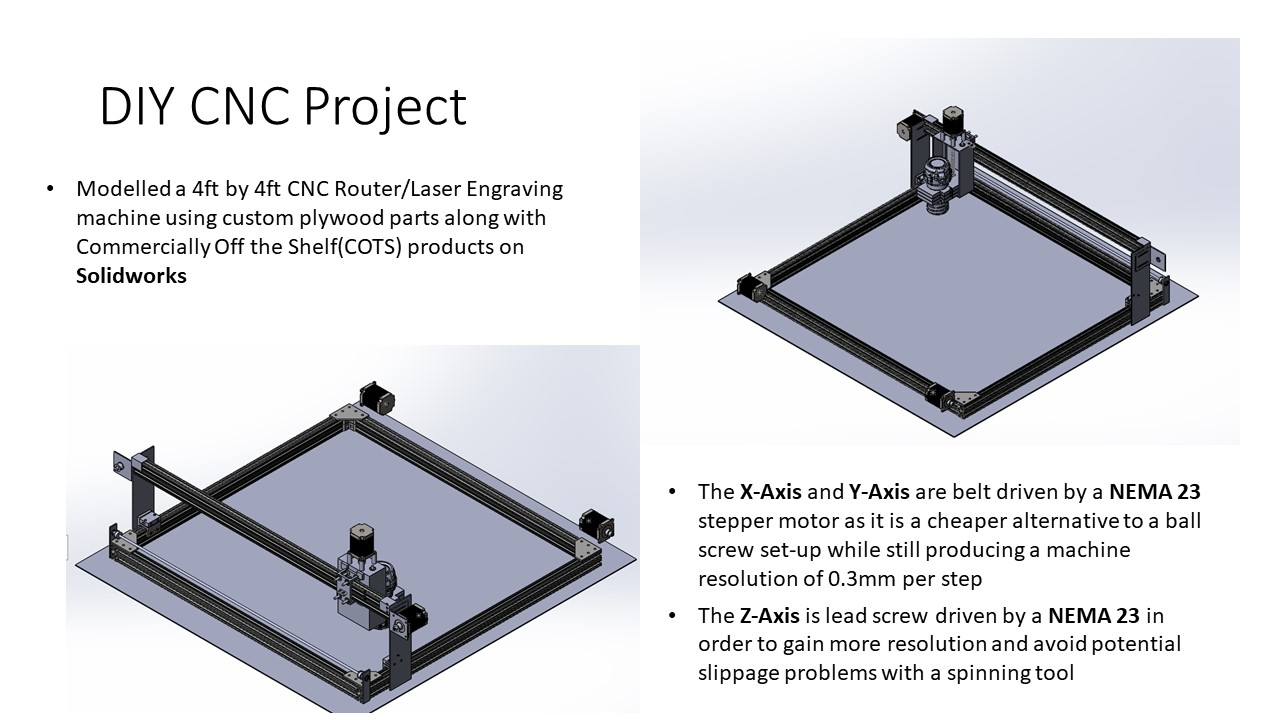 DIY CNC Project
• Modelled a 4ft by 4ft CNC Router/Laser Engraving
machine using custom plywood parts along with
Commercially Off the Shelf(COTS) products on
Solidworks
• The X-Axis and Y-Axis are belt driven by a NEMA 23
stepper motor as it is a cheaper alternative to a ball
screw set-up while still producing a machine
resolution of 0.3mm per step
• The Z-Axis is lead screw driven by a NEMA 23 in
order to gain more resolution and avoid potential
slippage problems with a spinning tool